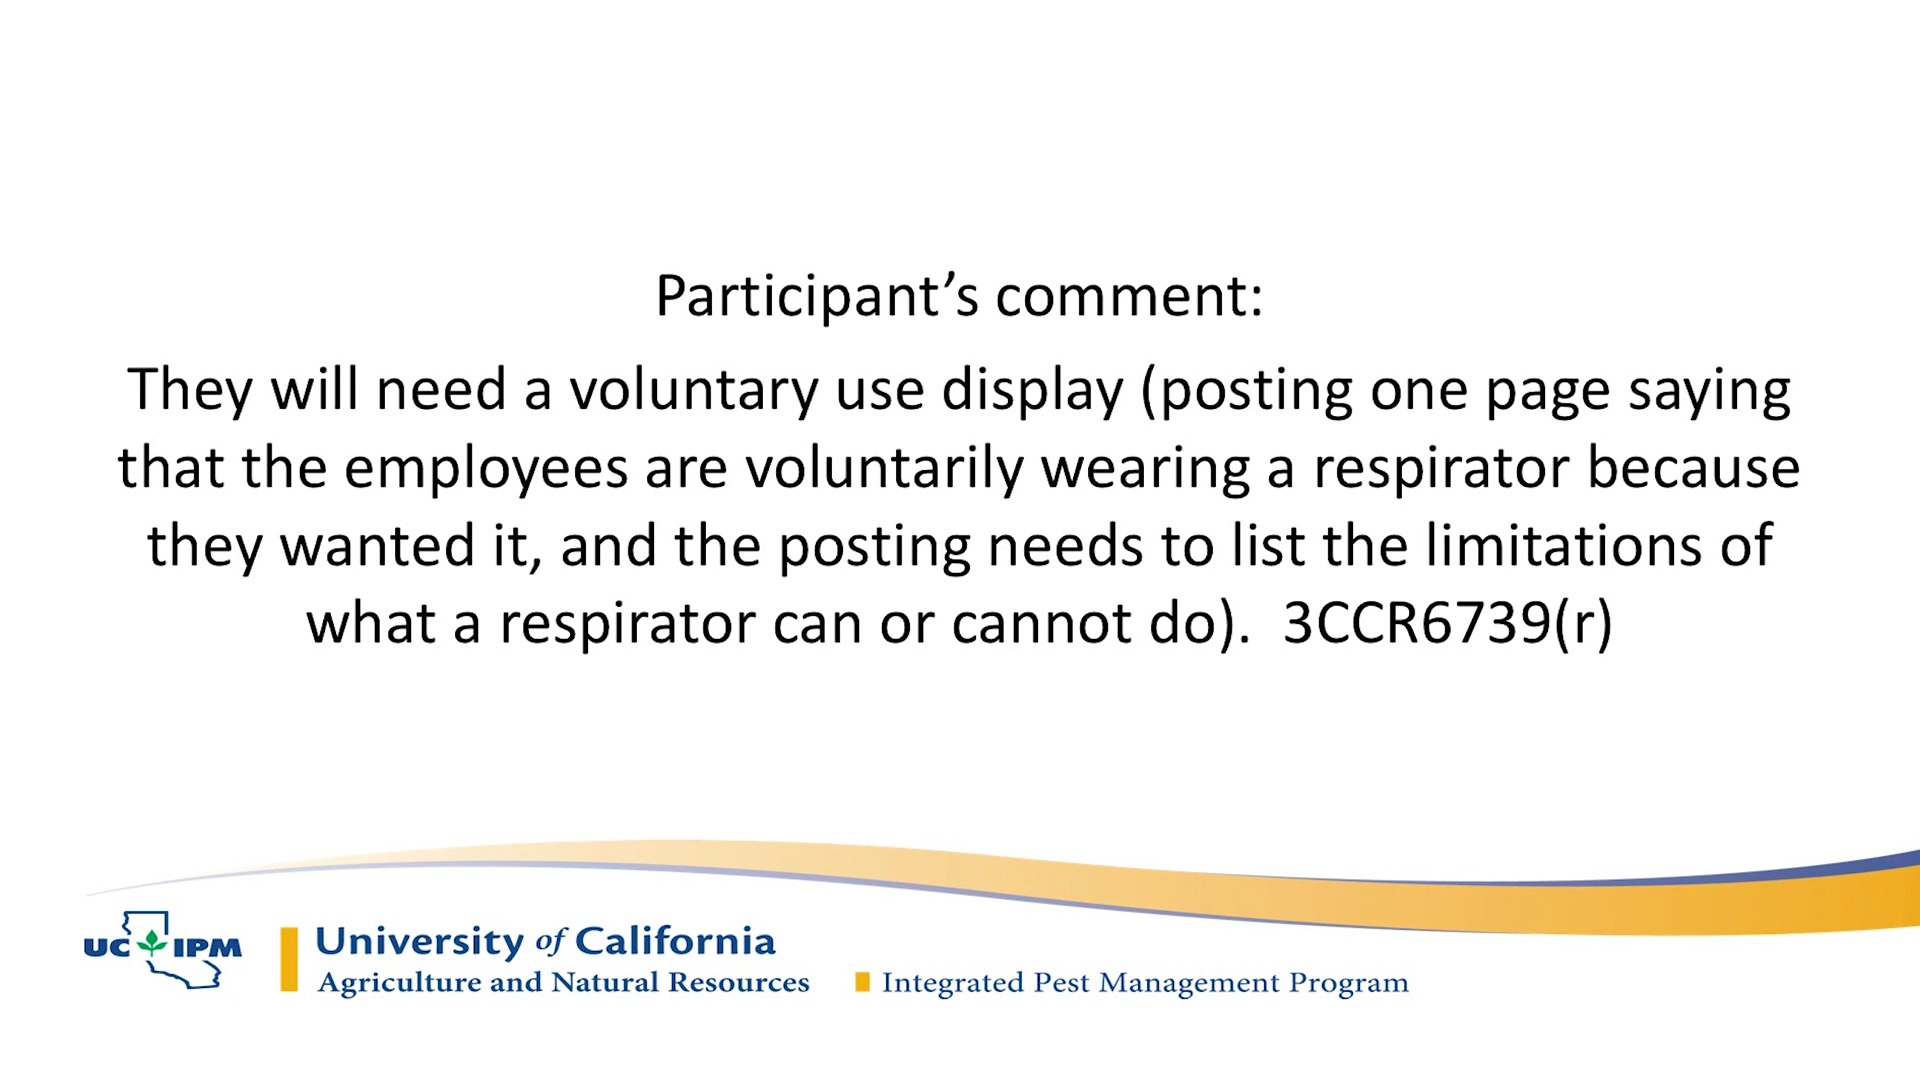 Participant’s comment:
They will need a voluntary use display (posting one page saying
that the employees are voluntarily wearing a respirator because
they wanted it, and the posting needs to list the limitations of
what a respirator can or cannot do).  3CCR6739(r)
UC IPM
University of California
Agriculture and Natural Resources
Integrated Pest Management Program